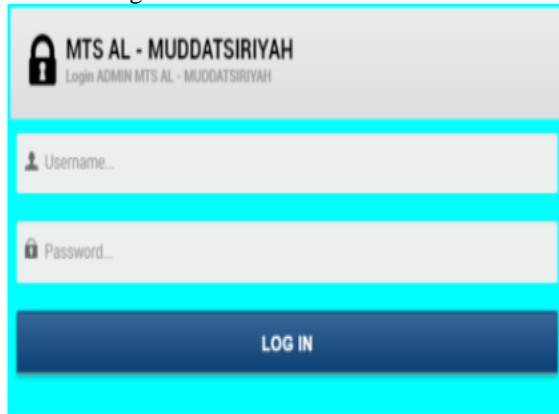 MTS AL - MUDDATSIRIYAH
Login ADMIN MTS AL - MUDDATSIRIYAH
Username...
Password...
LOG IN